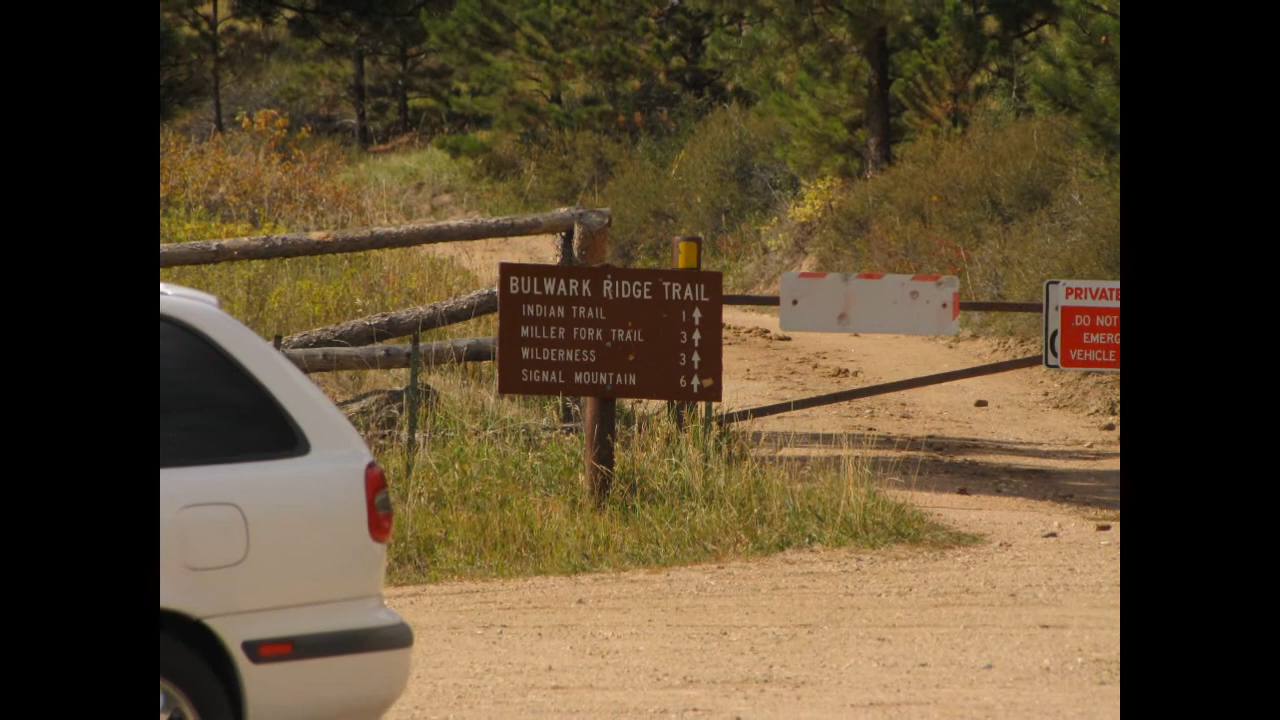 BULWARK RIDGE TRAIL
INDIAN TRAIL 1 ↑
MILLER FORK TRAIL 3 ↑
WILDERNESS 3 ↑
SIGNAL MOUNTAIN 6 ↑
PRIVATE
DO NOT
EMERG
VEHICLE